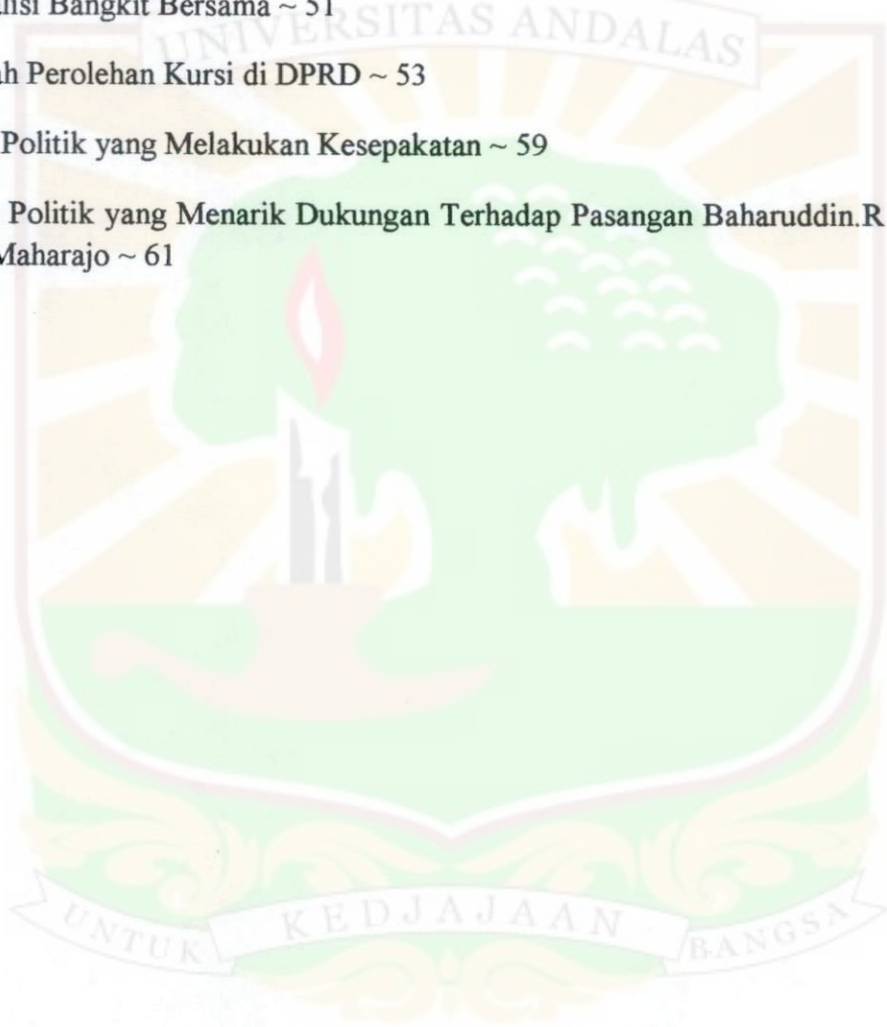 Bangkit Bersama ~ 51
UNIVERSITAS ANDALAS
Perolehan Kursi di DPRD ~ 53
Politik yang Melakukan Kesepakatan ~ 59
Politik yang Menarik Dukungan Terhadap Pasangan Baharuddin.R
Maharajo ~ 61
UNTUK KEDJAJAAN BANGSA